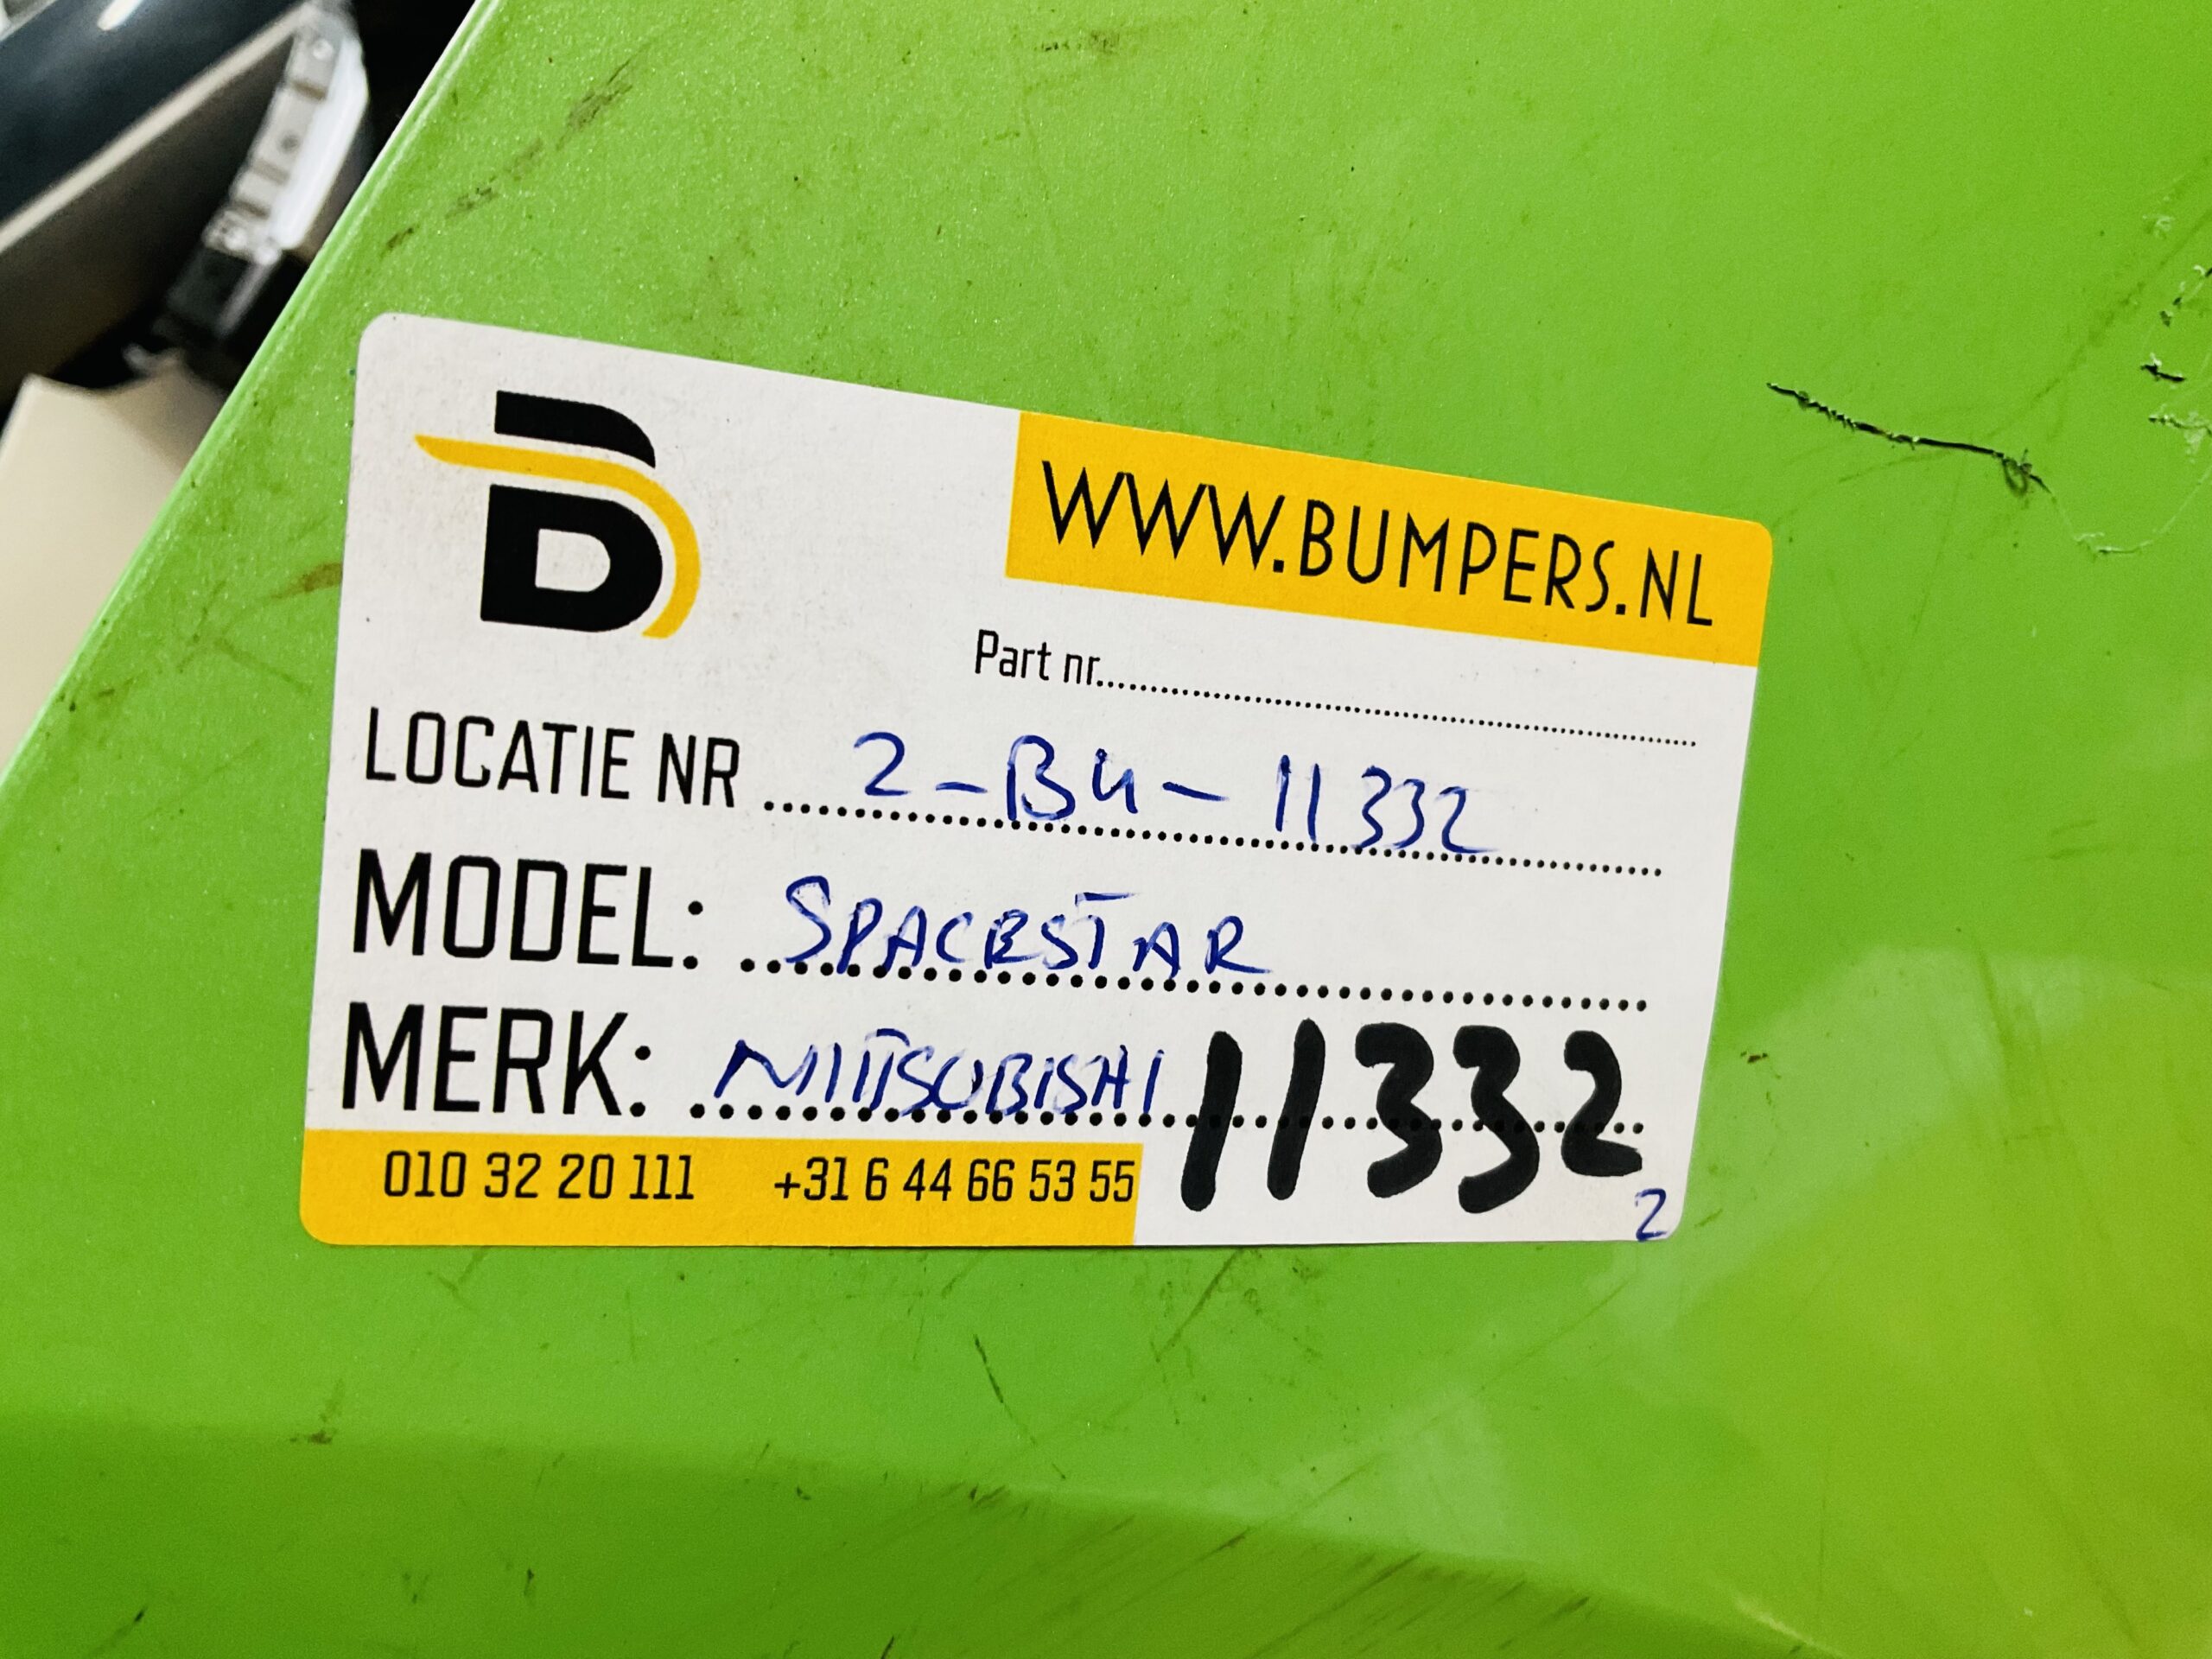 WWW.BUMPERS.NL
Part nr.
LOCATIE NR 2-B4-11332
MODEL: SPACESTAR
MERK: MITSUBISHI 11332
010 32 20 111 +31 6 44 66 53 55
2